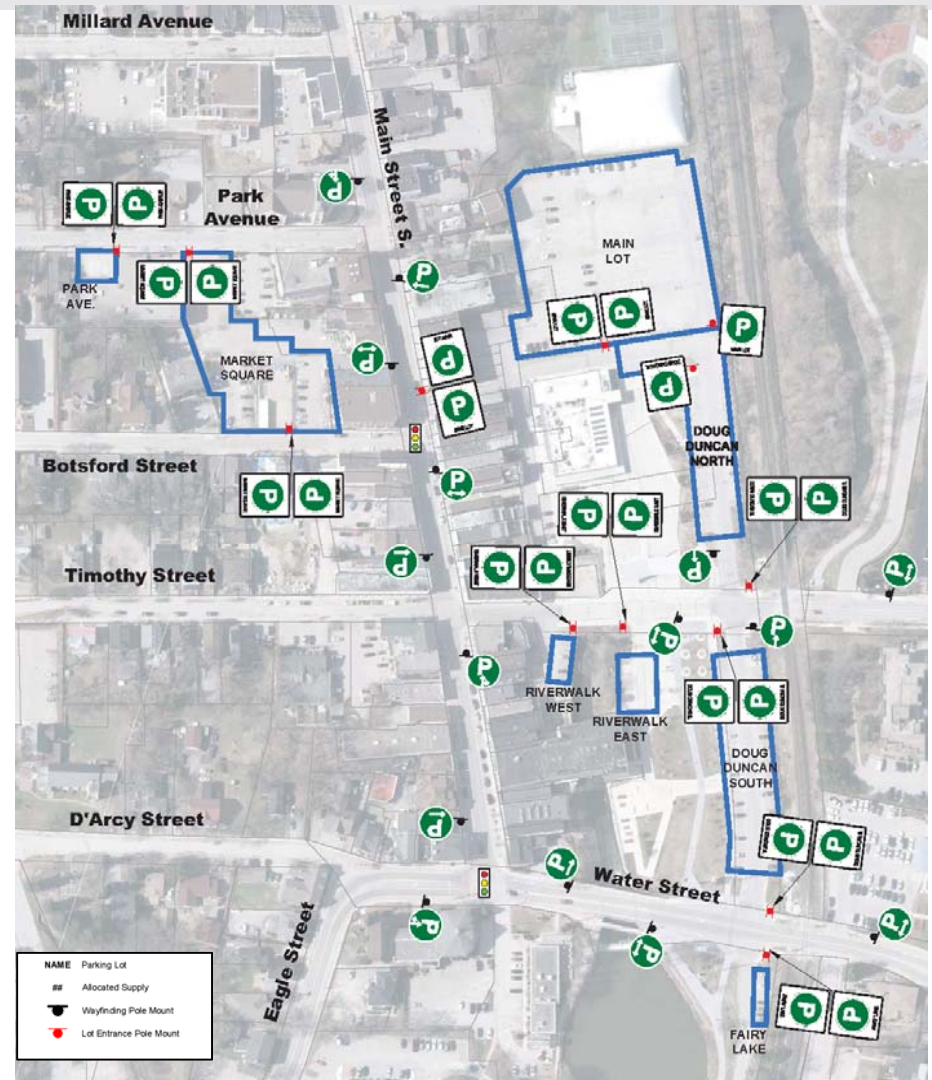 Millard Avenue
Main Street S.
Park
Avenue
P
P
P
MAIN
LOT
P
PARK
AVE.
P
P
P
P
P
P
MARKET
SQUARE
P
P
P
P
DOUG
DUNCAN
NORTH
Botsford Street
P
P
P
P
P
P
P
P
P
P
P
P
Timothy Street
P
P
P
P
RIVERWALK
WEST
RIVERWALK
EAST
P
P
DOUG
DUNCAN
SOUTH
D'Arcy Street
P
P
P
P
Water Street
P
P
P
Eagle Street
P
P
FAIRY
LAKE
NAME Parking Lot
## Allocated Supply
Wayfinding Pole Mount
Lot Entrance Pole Mount